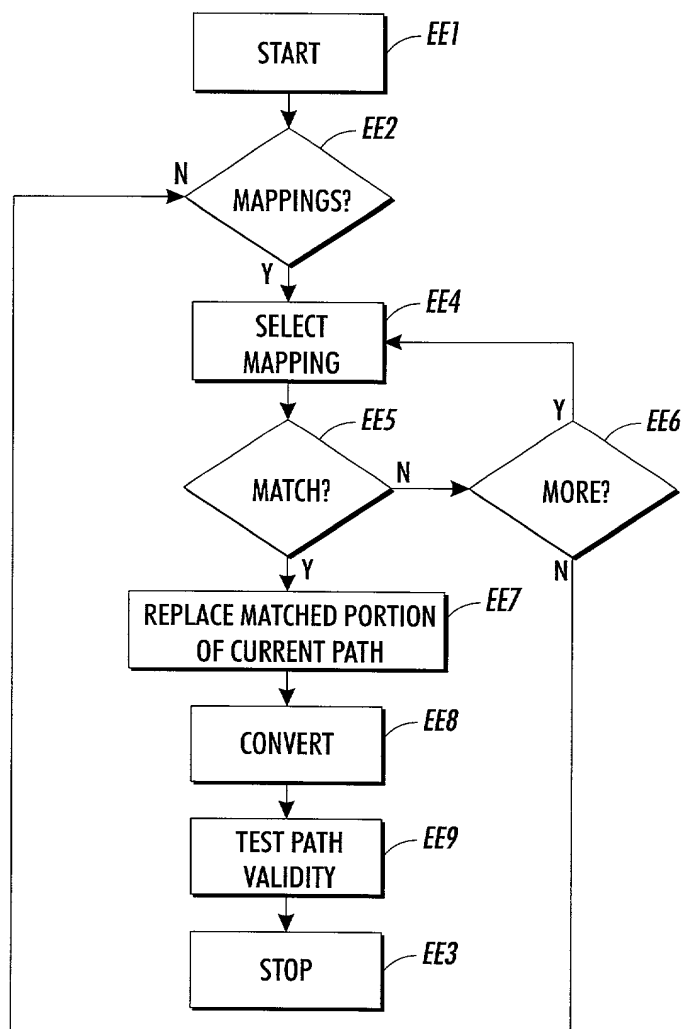 START
EE1
EE2
N
MAPPINGS?
Y
SELECT
MAPPING
EE4
EE5
Y
EE6
MATCH?
N
MORE?
Y
N
REPLACE MATCHED PORTION
OF CURRENT PATH
EE7
CONVERT
EE8
TEST PATH
VALIDITY
EE9
STOP
EE3